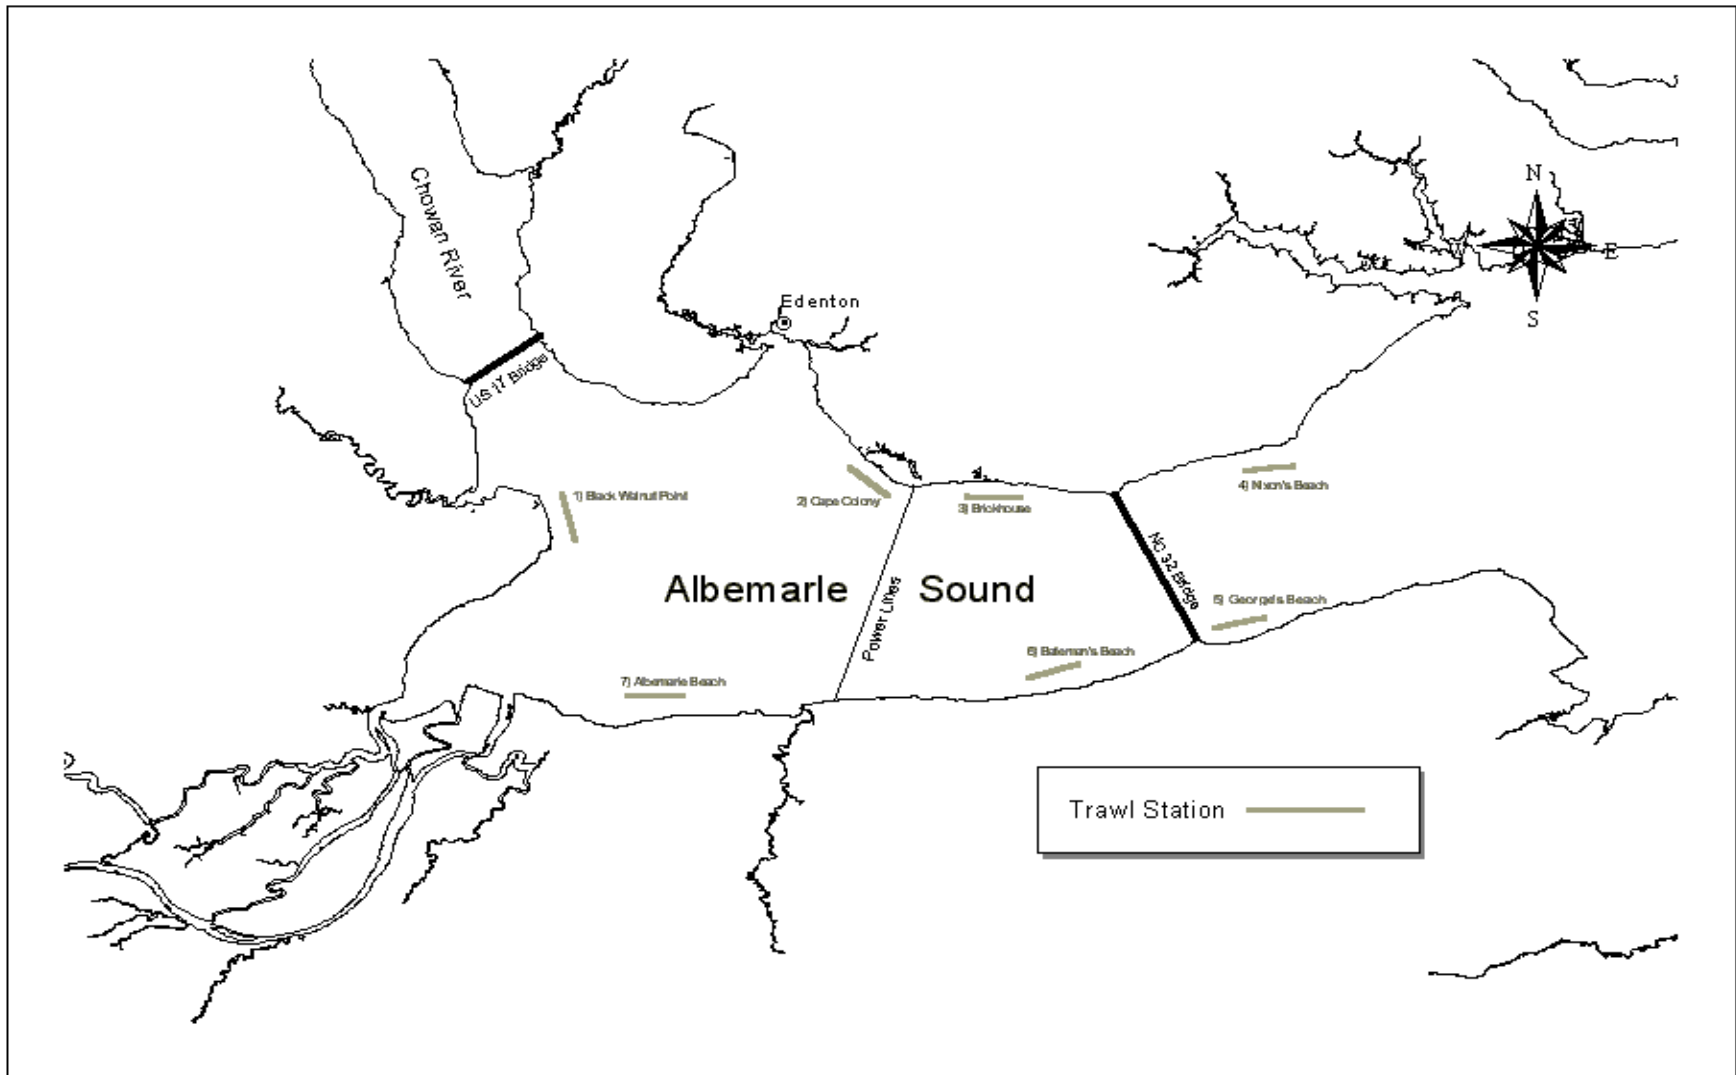 N
Chowan River
E
Edenton
S
US 17 Bridge
4) Nixon's Beach
1) Black Walnut Point
2) Cape Colony
3) Brickhouse
NC 32 Bridge
Albemarle Sound
Power Lines
5) George's Beach
6) Bateman's Beach
7) Albemarle Beach
Trawl Station